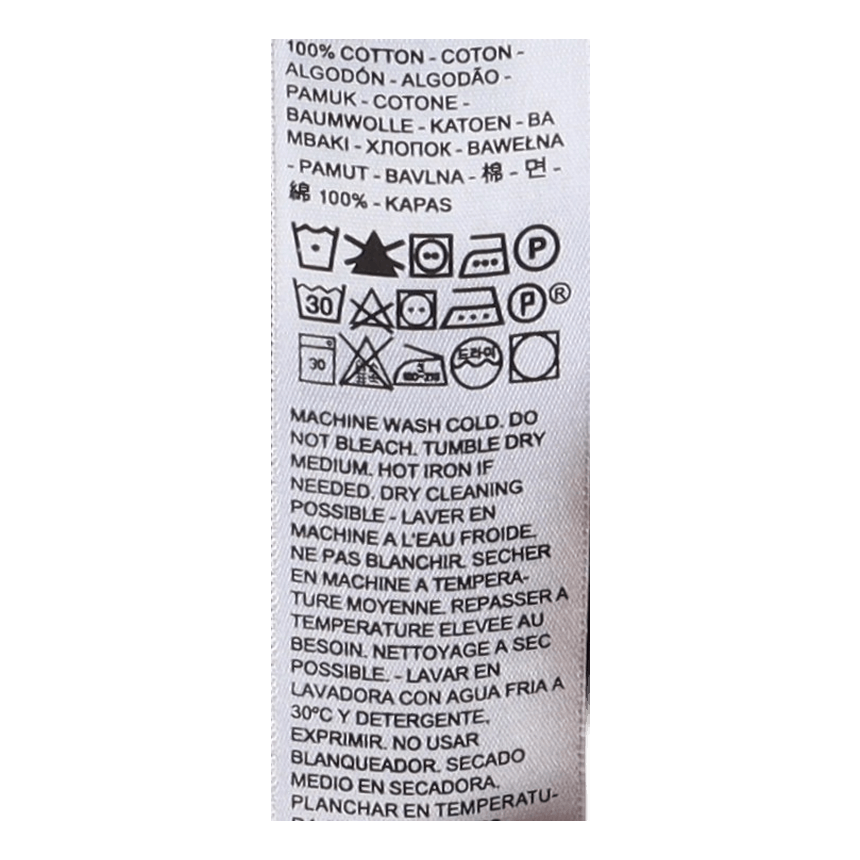 100% COTTON - COTON -
ALGODÓN - ALGODÃO -
PAMUK - COTONE -
BAUMWOLLE - KATOEN - BA
MBAKI - ХЛОПОК - BAWEŁNA
- PAMUT - BAVLNA - 棉 - 면 -
綿 100% - KAPAS
P
30 P ®
30 드라이
MACHINE WASH COLD. DO
NOT BLEACH. TUMBLE DRY
MEDIUM. HOT IRON IF
NEEDED. DRY CLEANING
POSSIBLE - LAVER EN
MACHINE A L'EAU FROIDE.
NE PAS BLANCHIR. SECHER
EN MACHINE A TEMPERA-
TURE MOYENNE. REPASSER A
TEMPERATURE ELEVEE AU
BESOIN. NETTOYAGE A SEC
POSSIBLE. - LAVAR EN
LAVADORA CON AGUA FRIA A
30ºC Y DETERGENTE.
EXPRIMIR. NO USAR
BLANQUEADOR. SECADO
MEDIO EN SECADORA.
PLANCHAR EN TEMPERATU-